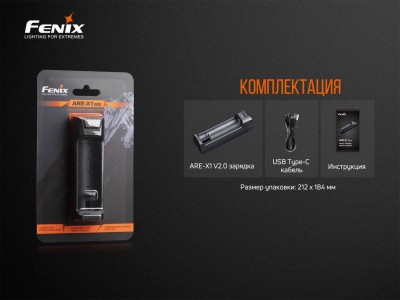 FENIX
LIGHTING FOR EXTREMES
FENIX
ARE-X1
КОМПЛЕКТАЦИЯ
ARE-X1 V2.0 зарядка
USB Type-C
кабель
Инструкция
Размер упаковки: 212 x 184 мм